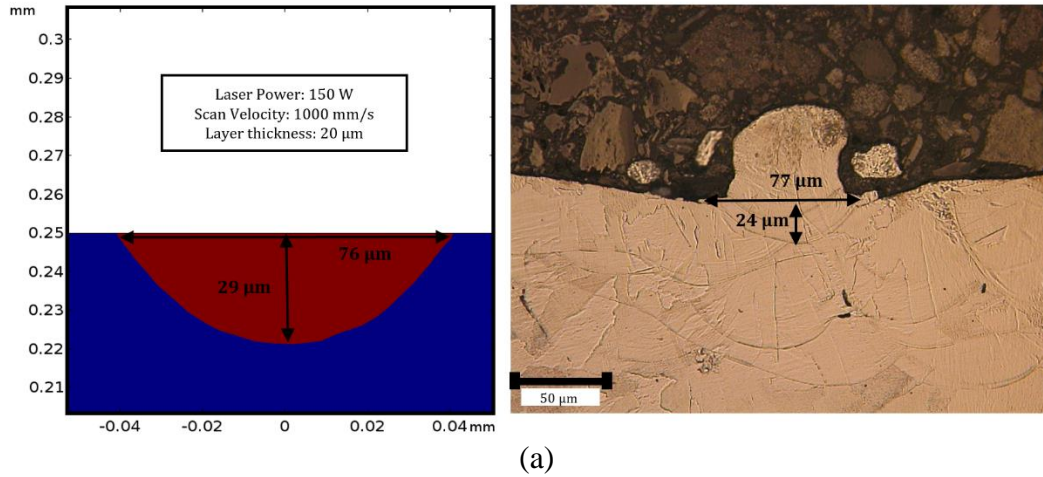 mm
0.3
0.29
0.28
0.27
0.26
0.25
0.24
0.23
0.22
0.21
Laser Power: 150 W
Scan Velocity: 1000 mm/s
Layer thickness: 20 μm
76 μm
29 μm
-0.04 -0.02 0 0.02 0.04 mm
77 μm
24 μm
50 μm
(a)